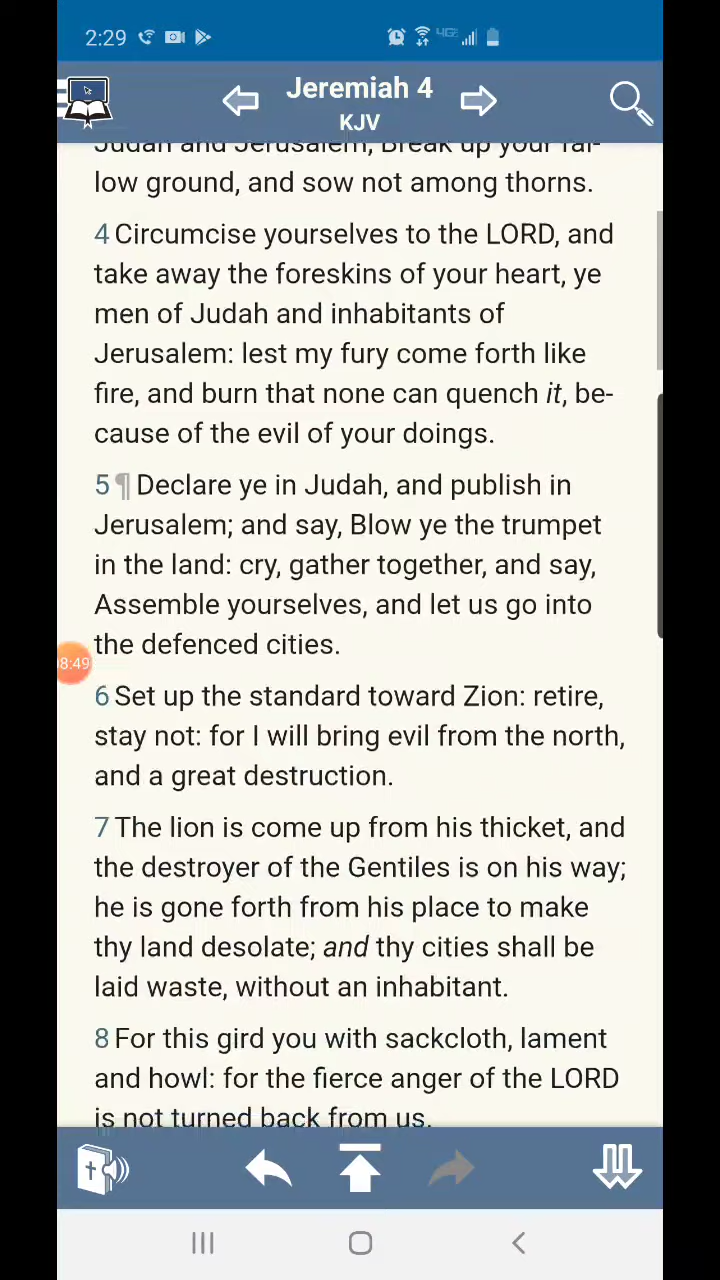 2:29
Jeremiah 4
KJV
Judah and Jerusalem, Break up your fal-
low ground, and sow not among thorns.
4 Circumcise yourselves to the LORD, and
take away the foreskins of your heart, ye
men of Judah and inhabitants of
Jerusalem: lest my fury come forth like
fire, and burn that none can quench it, be-
cause of the evil of your doings.
5 ¶ Declare ye in Judah, and publish in
Jerusalem; and say, Blow ye the trumpet
in the land: cry, gather together, and say,
Assemble yourselves, and let us go into
the defenced cities.
08:49
6 Set up the standard toward Zion: retire,
stay not: for I will bring evil from the north,
and a great destruction.
7 The lion is come up from his thicket, and
the destroyer of the Gentiles is on his way;
he is gone forth from his place to make
thy land desolate; and thy cities shall be
laid waste, without an inhabitant.
8 For this gird you with sackcloth, lament
and howl: for the fierce anger of the LORD
is not turned back from us.